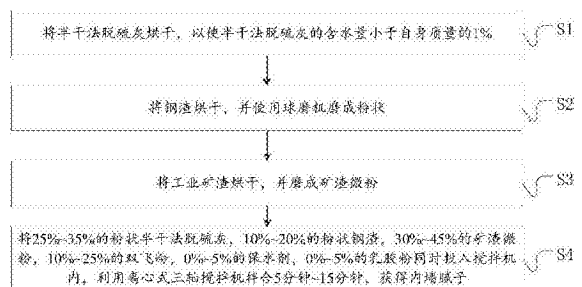 将半干法脱硫灰烘干，以使半干法脱硫灰的含水量小于自身质量的1%
S1
将钢渣烘干，并使用球磨机磨成粉状
S2
将工业矿渣烘干，并磨成矿渣微粉
S3
将25%~35%的粉状半干法脱硫灰，10%~20%的粉状钢渣，30%~45%的矿渣微
粉，10%~25%的双飞粉，0%~5%的保水剂，0%~5%的乳胶粉同时投入搅拌机
内，利用离心式三轴搅拌机拌合5分钟~15分钟，获得内墙腻子
S4